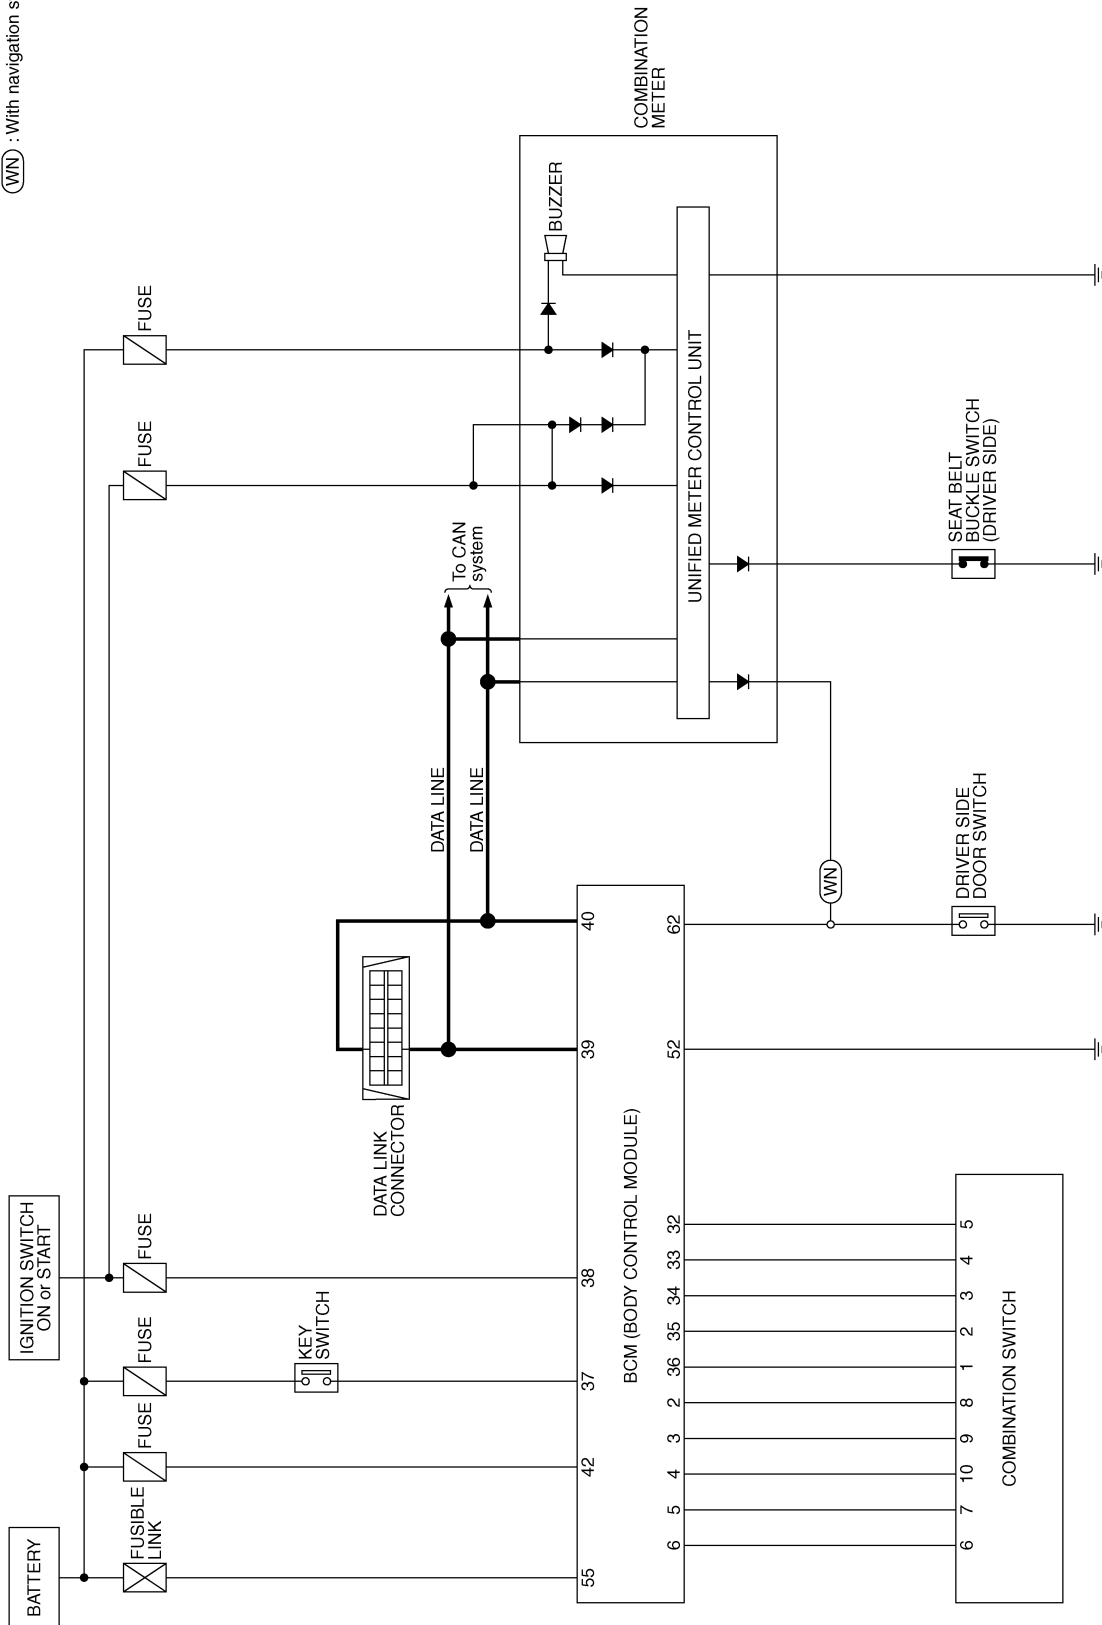 WN : With navigation s
BATTERY
IGNITION SWITCH
ON or START
FUSIBLE
LINK
FUSE
FUSE
FUSE
FUSE
FUSE
KEY
SWITCH
DATA LINK
CONNECTOR
DATA LINE
DATA LINE
To CAN
system
COMBINATION
METER
BUZZER
UNIFIED METER CONTROL UNIT
55
42
37
38
39
40
BCM (BODY CONTROL MODULE)
6
5
4
3
2
36
35
34
33
32
52
62
WN
6
7
10
9
8
1
2
3
4
5
COMBINATION SWITCH
DRIVER SIDE
DOOR SWITCH
SEAT BELT
BUCKLE SWITCH
(DRIVER SIDE)